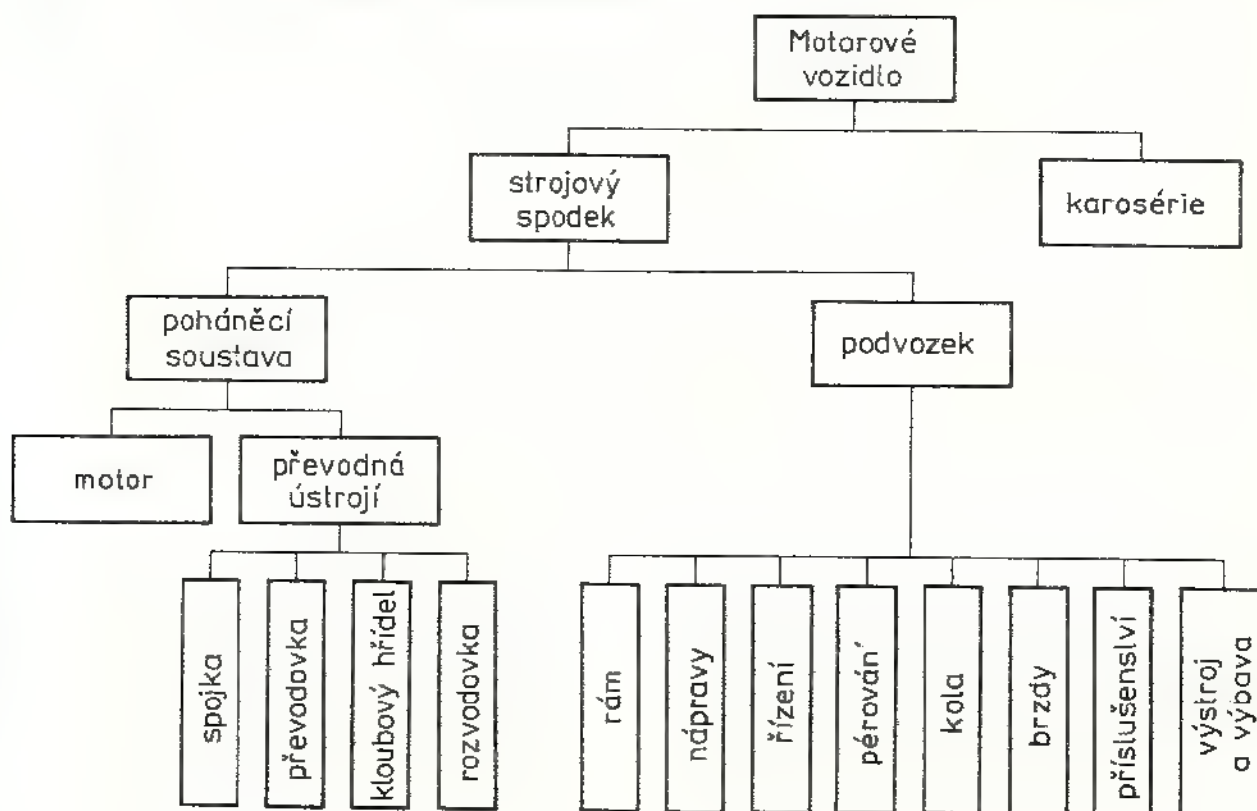 Motorové
vozidlo
strojový
spodek
karosérie
poháněcí
soustava
podvozek
motor
převodná
ústrojí
spojka
převodovka
kloubový hřídel
rozvodovka
rám
nápravy
řízení
pérování
kola
brzdy
příslušenslví
výstroj
a výbava